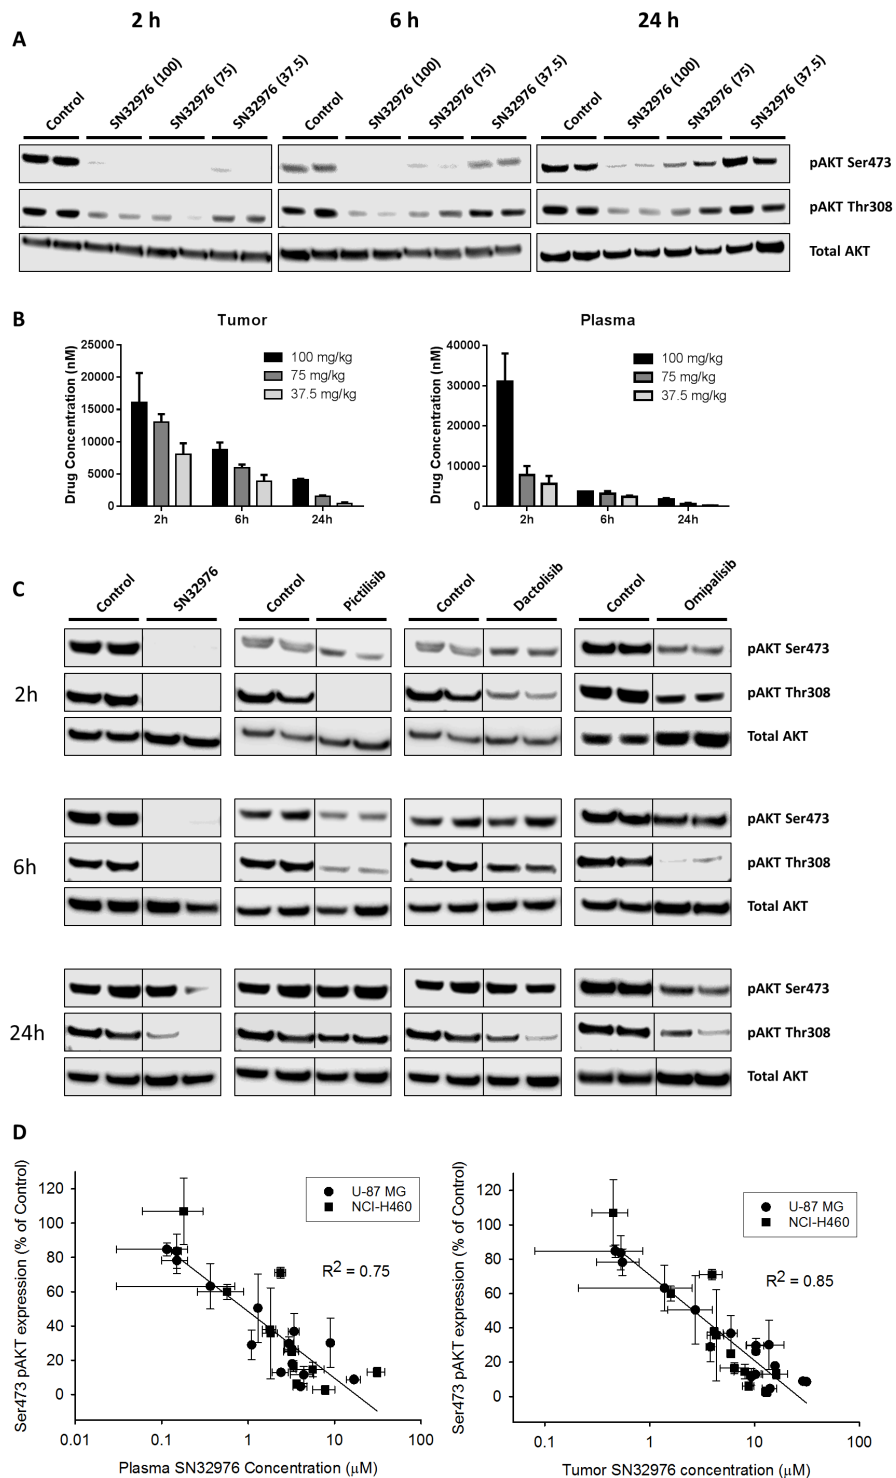 2 h 6 h 24 h
A
Control SN32976 (100) SN32976 (75) SN32976 (37.5) Control SN32976 (100) SN32976 (75) SN32976 (37.5) Control SN32976 (100) SN32976 (75) SN32976 (37.5)
pAKT Ser473
pAKT Thr308
Total AKT
B
Tumor
Drug Concentration (nM)
25000
20000
15000
10000
5000
0
100 mg/kg
75 mg/kg
37.5 mg/kg
2h 6h 24h
Plasma
Drug Concentration (nM)
40000
30000
20000
10000
0
100 mg/kg
75 mg/kg
37.5 mg/kg
2h 6h 24h
C
Control SN32976 Control Pictilisib Control Dactolisib Control Omipalisib
2h
pAKT Ser473
pAKT Thr308
Total AKT
6h
pAKT Ser473
pAKT Thr308
Total AKT
24h
pAKT Ser473
pAKT Thr308
Total AKT
D
Ser473 pAKT expression (% of Control)
120
100
80
60
40
20
0
U-87 MG
NCI-H460
R2 = 0.75
0.01 0.1 1 10 100
Plasma SN32976 Concentration (μM)
Ser473 pAKT expression (% of Control)
120
100
80
60
40
20
0
U-87 MG
NCI-H460
R2 = 0.85
0.1 1 10 100
Tumor SN32976 concentration (μM)